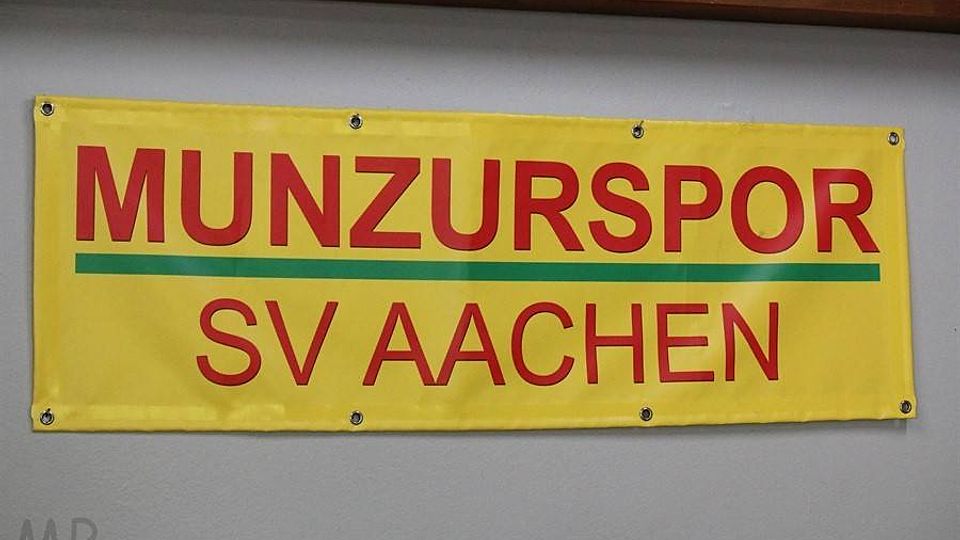 MUNZURSPOR
SV AACHEN